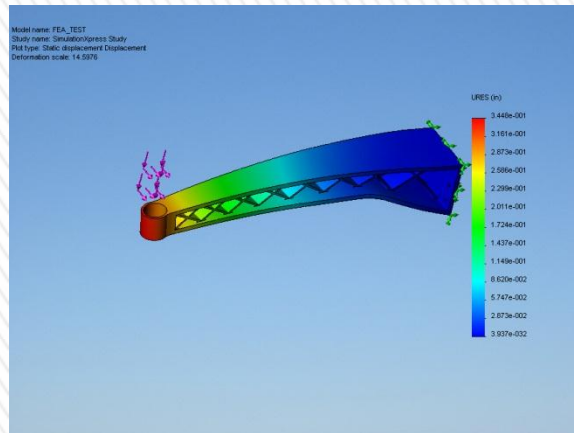 Model name: FEA_TEST
Study name: SimulationXpress Study
Plot type: Static displacement Displacement
Deformation scale: 14.5976
URES (in)
3.448e-001
3.161e-001
2.873e-001
2.586e-001
2.299e-001
2.011e-001
1.724e-001
1.437e-001
1.149e-001
8.620e-002
5.747e-002
2.873e-002
3.937e-032